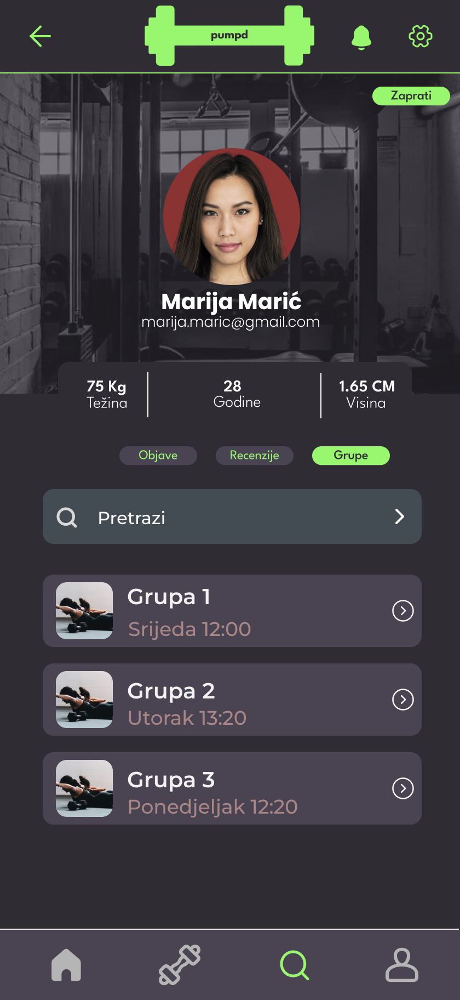 pumpd
Zaprati
Marija Marić
marija.maric@gmail.com
75 Kg
Težina
28
Godine
1.65 CM
Visina
Objave
Recenzije
Grupe
Pretrazi
Grupa 1
Srijeda 12:00
Grupa 2
Utorak 13:20
Grupa 3
Ponedjeljak 12:20